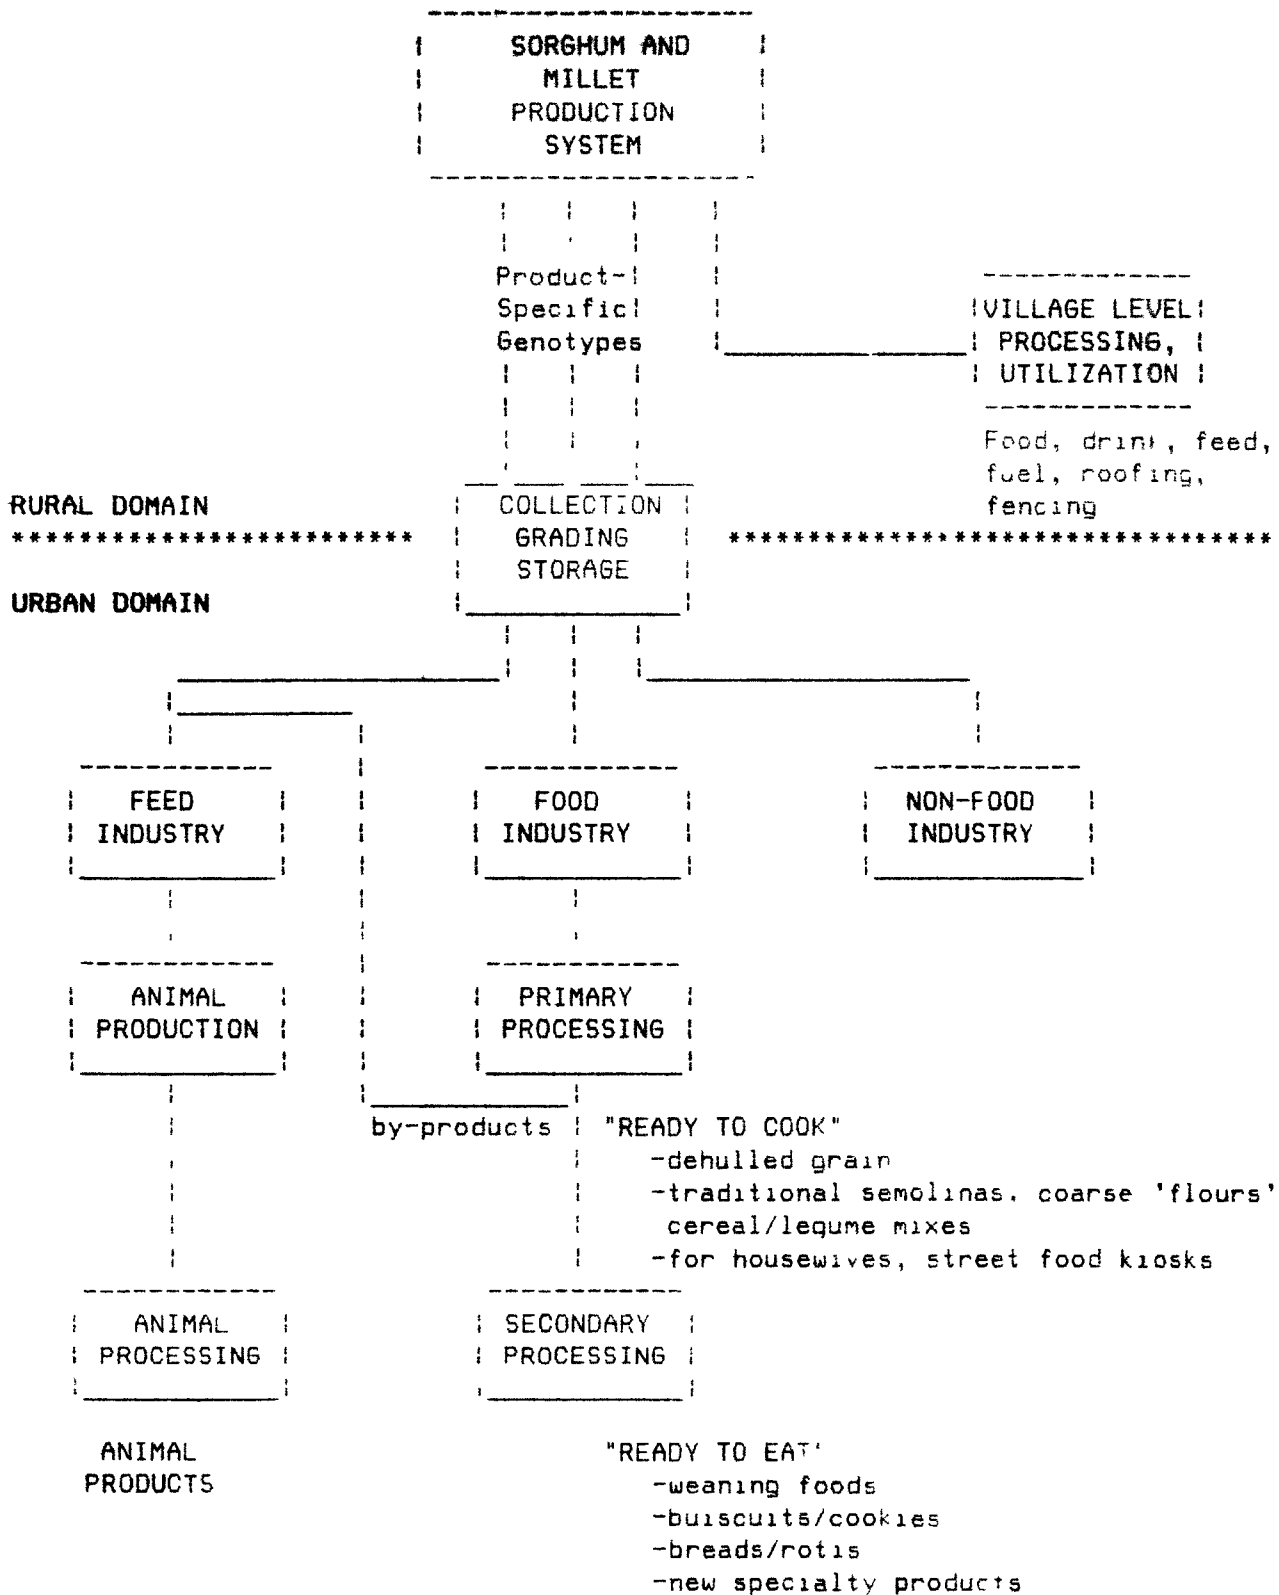 SORGHUM AND
MILLET
PRODUCTION
SYSTEM
Product-
Specific
Genotypes
VILLAGE LEVEL
PROCESSING,
UTILIZATION
Food, drink, feed,
fuel, roofing,
fencing
RURAL DOMAIN
COLLECTION
GRADING
STORAGE
URBAN DOMAIN
FEED
INDUSTRY
FOOD
INDUSTRY
NON-FOOD
INDUSTRY
ANIMAL
PRODUCTION
PRIMARY
PROCESSING
by-products
"READY TO COOK"
-dehulled grain
-traditional semolinas. coarse 'flours'
cereal/legume mixes
-for housewives, street food kiosks
ANIMAL
PROCESSING
SECONDARY
PROCESSING
ANIMAL
PRODUCTS
"READY TO EAT'
-weaning foods
-buiscuits/cookies
-breads/rotis
-new specialty products